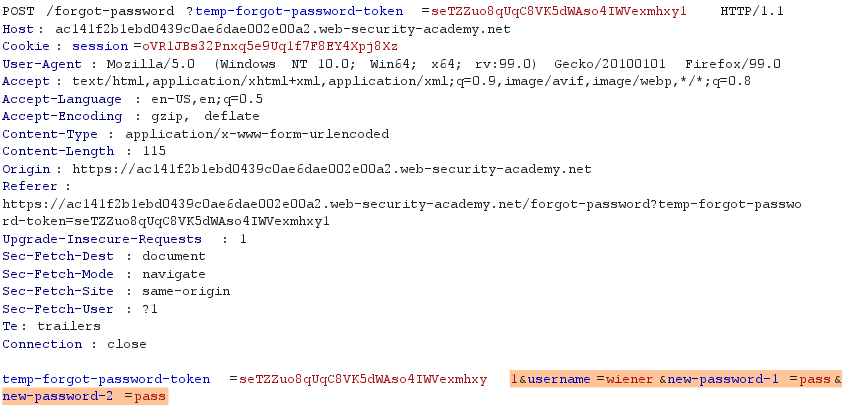 POST /forgot-password ?temp-forgot-password-token =seTZZuo8qUqC8VK5dWAso4IWVexmhxy1 HTTP/1.1
Host : ac141f2b1ebd0439c0ae6dae002e00a2.web-security-academy.net
Cookie : session =oVR1JBs32Pnxq5e9Uq1f7F8EY4Xpj8Xz
User-Agent : Mozilla/5.0 (Windows NT 10.0; Win64; x64; rv:99.0) Gecko/20100101 Firefox/99.0
Accept : text/html,application/xhtml+xml,application/xml;q=0.9,image/avif,image/webp,*/*;q=0.8
Accept-Language : en-US,en;q=0.5
Accept-Encoding : gzip, deflate
Content-Type : application/x-www-form-urlencoded
Content-Length : 115
Origin : https://ac141f2b1ebd0439c0ae6dae002e00a2.web-security-academy.net
Referer :
https://ac141f2b1ebd0439c0ae6dae002e00a2.web-security-academy.net/forgot-password?temp-forgot-passwo
rd-token=seTZZuo8qUqC8VK5dWAso4IWVexmhxy1
Upgrade-Insecure-Requests : 1
Sec-Fetch-Dest : document
Sec-Fetch-Mode : navigate
Sec-Fetch-Site : same-origin
Sec-Fetch-User : ?1
Te : trailers
Connection : close
temp-forgot-password-token =seTZZuo8qUqC8VK5dWAso4IWVexmhxy 1&username =wiener &new-password-1 =pass &
new-password-2 =pass